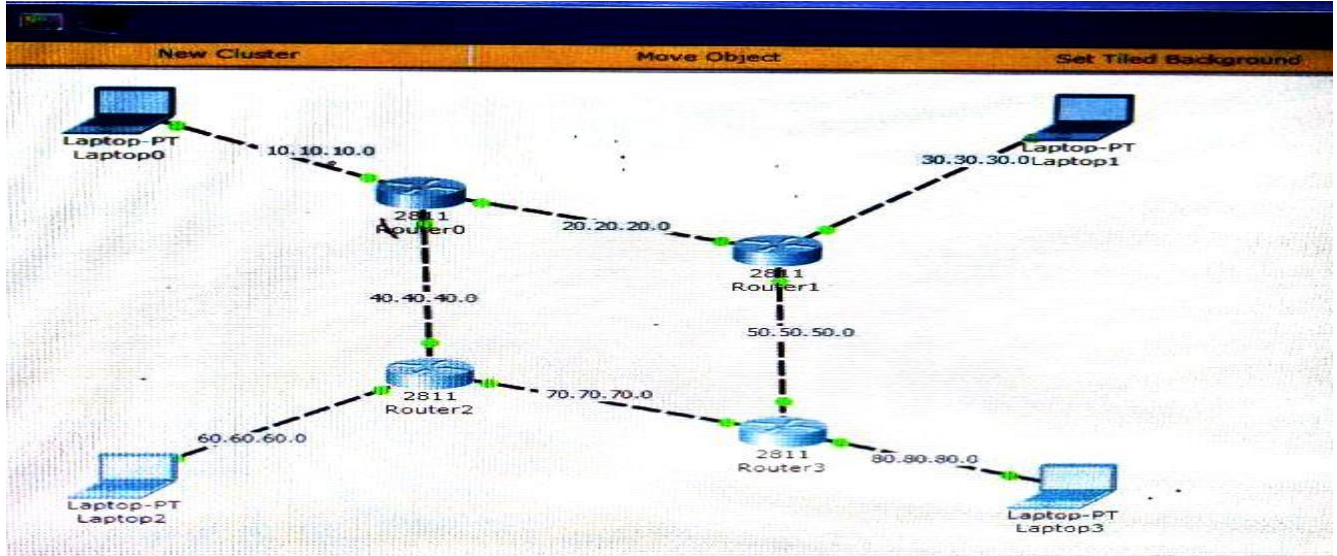 New Cluster
Move Object
Set Tiled Background
Laptop-PT
Laptop0
10.10.10.0
30.30.30.0
Laptop-PT
Laptop1
2811
Router0
20.20.20.0
2811
Router1
40.40.40.0
50.50.50.0
2811
Router2
70.70.70.0
60.60.60.0
2811
Router3
80.80.80.0
Laptop-PT
Laptop2
Laptop-PT
Laptop3